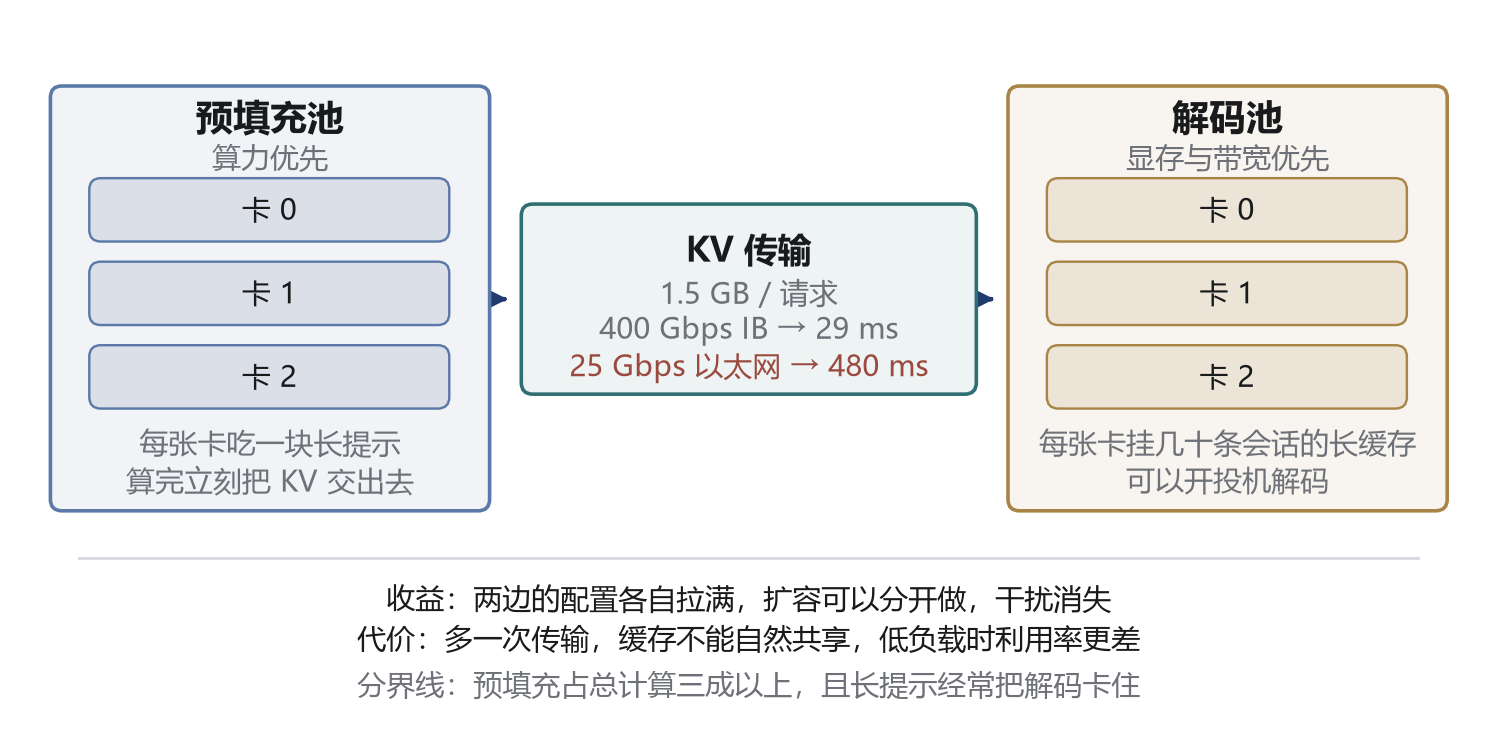 预填充池
算力优先
卡 0
卡 1
卡 2
每张卡吃一块长提示
算完立刻把 KV 交出去
KV 传输
1.5 GB / 请求
400 Gbps IB → 29 ms
25 Gbps 以太网 → 480 ms
解码池
显存与带宽优先
卡 0
卡 1
卡 2
每张卡挂几十条会话的长缓存
可以开投机解码
收益：两边的配置各自拉满，扩容可以分开做，干扰消失
代价：多一次传输，缓存不能自然共享，低负载时利用率更差
分界线：预填充占总计算三成以上，且长提示经常把解码卡住